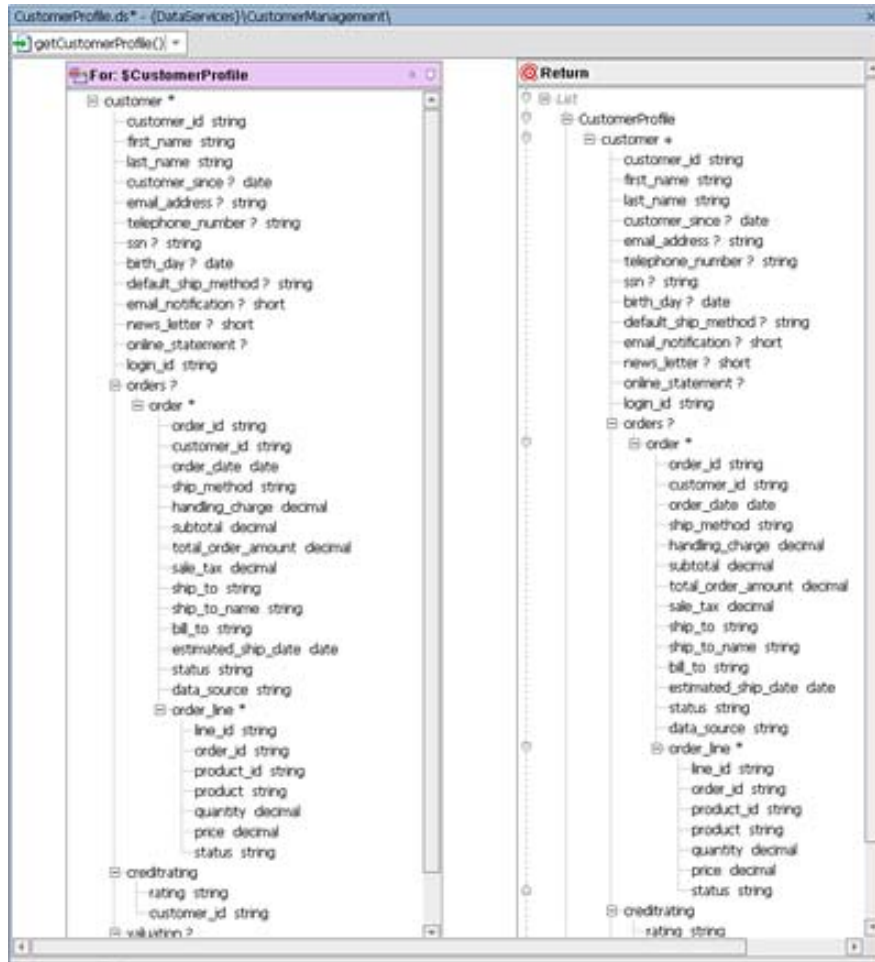 CustomerProfile.ds* - {DataServices}\CustomerManagement\
getCustomerProfile()
For: $CustomerProfile
customer *
customer_id string
first_name string
last_name string
customer_since ? date
email_address ? string
telephone_number ? string
ssn ? string
birth_day ? date
default_ship_method ? string
email_notification ? short
news_letter ? short
online_statement ?
login_id string
orders ?
order *
order_id string
customer_id string
order_date date
ship_method string
handling_charge decimal
subtotal decimal
total_order_amount decimal
sale_tax decimal
ship_to string
ship_to_name string
bill_to string
estimated_ship_date date
status string
data_source string
order_line *
line_id string
order_id string
product_id string
product string
quantity decimal
price decimal
status string
creditrating
rating string
customer_id string
valuation ?
Return
List
CustomerProfile
customer +
customer_id string
first_name string
last_name string
customer_since ? date
email_address ? string
telephone_number ? string
ssn ? string
birth_day ? date
default_ship_method ? string
email_notification ? short
news_letter ? short
online_statement ?
login_id string
orders ?
order *
order_id string
customer_id string
order_date date
ship_method string
handling_charge decimal
subtotal decimal
total_order_amount decimal
sale_tax decimal
ship_to string
ship_to_name string
bill_to string
estimated_ship_date date
status string
data_source string
order_line *
line_id string
order_id string
product_id string
product string
quantity decimal
price decimal
status string
creditrating
rating string